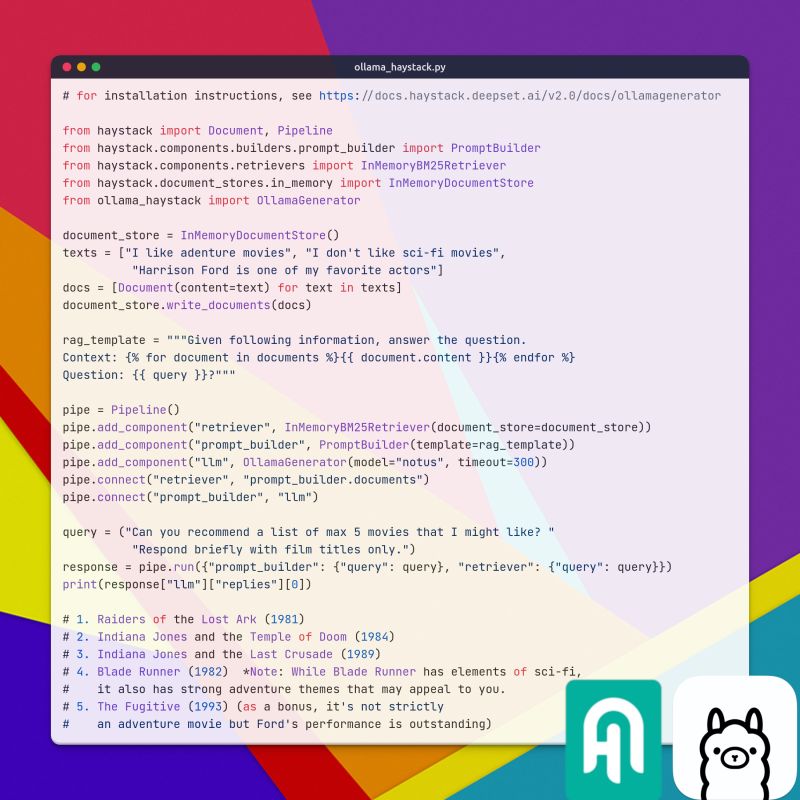 ollama_haystack.py
# for installation instructions, see https://docs.haystack.deepset.ai/v2.0/docs/ollamagenerator
from haystack import Document, Pipeline
from haystack.components.builders.prompt_builder import PromptBuilder
from haystack.components.retrievers import InMemoryBM25Retriever
from haystack.document_stores.in_memory import InMemoryDocumentStore
from ollama_haystack import OllamaGenerator
document_store = InMemoryDocumentStore()
texts = ["I like adenture movies", "I don't like sci-fi movies",
"Harrison Ford is one of my favorite actors"]
docs = [Document(content=text) for text in texts]
document_store.write_documents(docs)
rag_template = """Given following information, answer the question.
Context: {% for document in documents %}{{ document.content }}{% endfor %}
Question: {{ query }}?"""
pipe = Pipeline()
pipe.add_component("retriever", InMemoryBM25Retriever(document_store=document_store))
pipe.add_component("prompt_builder", PromptBuilder(template=rag_template))
pipe.add_component("llm", OllamaGenerator(model="notus", timeout=300))
pipe.connect("retriever", "prompt_builder.documents")
pipe.connect("prompt_builder", "llm")
query = ("Can you recommend a list of max 5 movies that I might like? "
"Respond briefly with film titles only.")
response = pipe.run({"prompt_builder": {"query": query}, "retriever": {"query": query}})
print(response["llm"]["replies"][0])
# 1. Raiders of the Lost Ark (1981)
# 2. Indiana Jones and the Temple of Doom (1984)
# 3. Indiana Jones and the Last Crusade (1989)
# 4. Blade Runner (1982)  *Note: While Blade Runner has elements of sci-fi,
#    it also has strong adventure themes that may appeal to you.
# 5. The Fugitive (1993) (as a bonus, it's not strictly
#    an adventure movie but Ford's performance is outstanding)